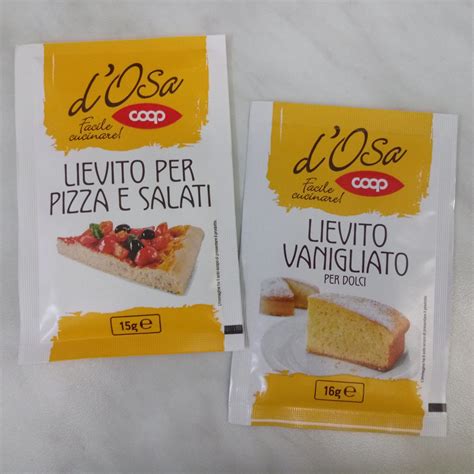 d'Osa
coop
Facile
cucinare!
LIEVITO PER
PIZZA E SALATI
15g e
d'Osa
coop
Facile
cucinare!
LIEVITO
VANIGLIATO
PER DOLCI
16g e